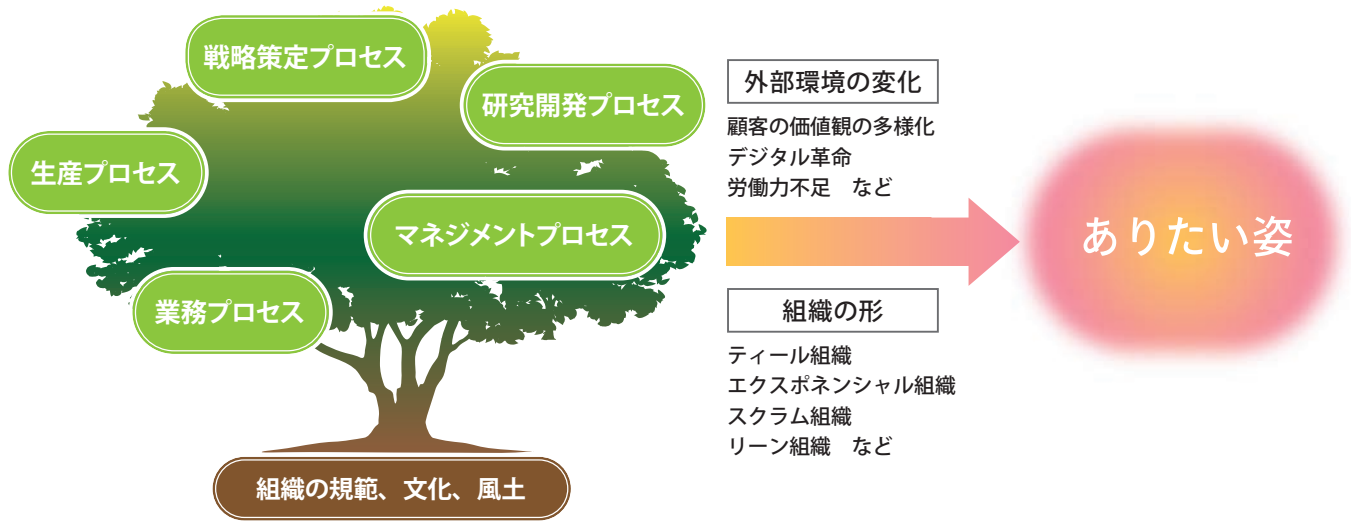 戦略策定プロセス
研究開発プロセス
生産プロセス
マネジメントプロセス
業務プロセス
組織の規範、文化、風土
外部環境の変化
顧客の価値観の多様化
デジタル革命
労働力不足　など
組織の形
ティール組織
エクスポネンシャル組織
スクラム組織
リーン組織　など
ありたい姿